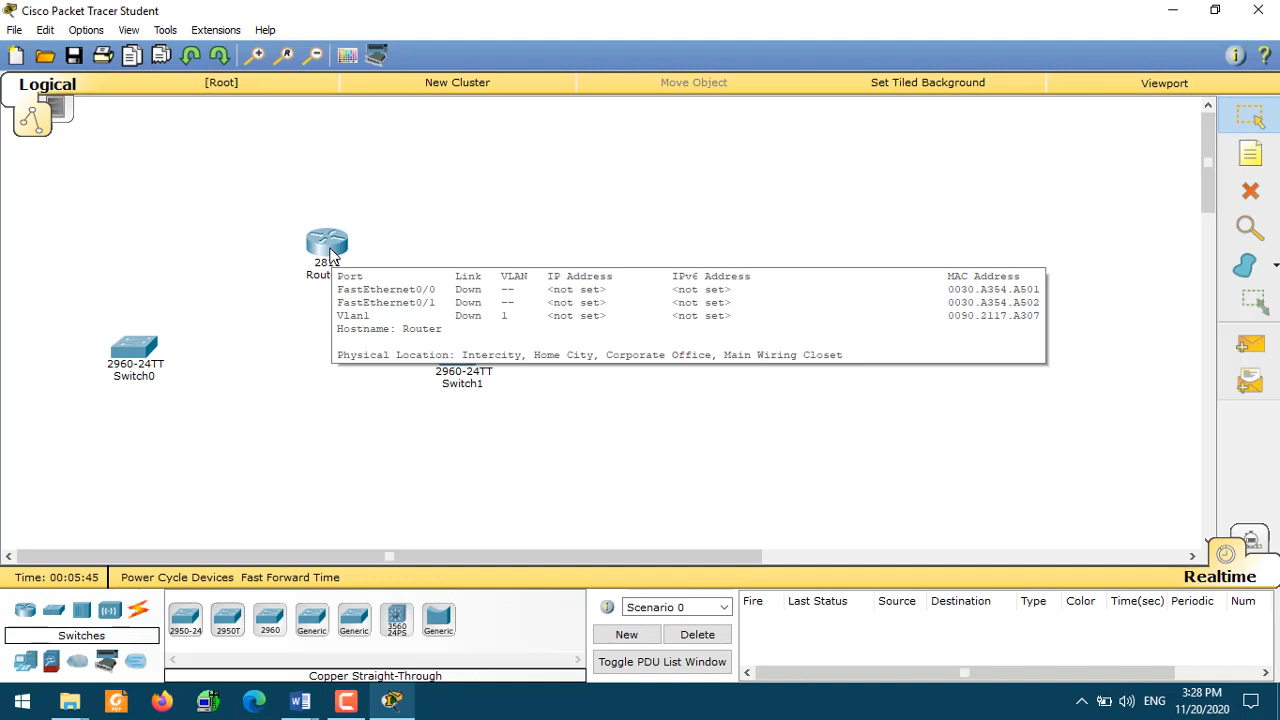 Cisco Packet Tracer Student
File Edit Options View Tools Extensions Help
Logical [Root] New Cluster Move Object Set Tiled Background Viewport
Rout
Port Link VLAN IP Address IPv6 Address MAC Address
FastEthernet0/0 Down -- <not set> <not set> 0030.A354.A501
FastEthernet0/1 Down -- <not set> <not set> 0030.A354.A502
Vlan1 Down 1 <not set> <not set> 0090.2117.A307
Hostname: Router
Physical Location: Intercity, Home City, Corporate Office, Main Wiring Closet
2960-24TT
Switch0
2960-24TT
Switch1
Time: 00:05:45 Power Cycle Devices Fast Forward Time
Realtime
Switches
2950-24 2950T 2960 Generic Generic 3560 Generic
24PS
Copper Straight-Through
Scenario 0
New Delete
Toggle PDU List Window
Fire Last Status Source Destination Type Color Time(sec) Periodic Num
ENG
3:28 PM
11/20/2020